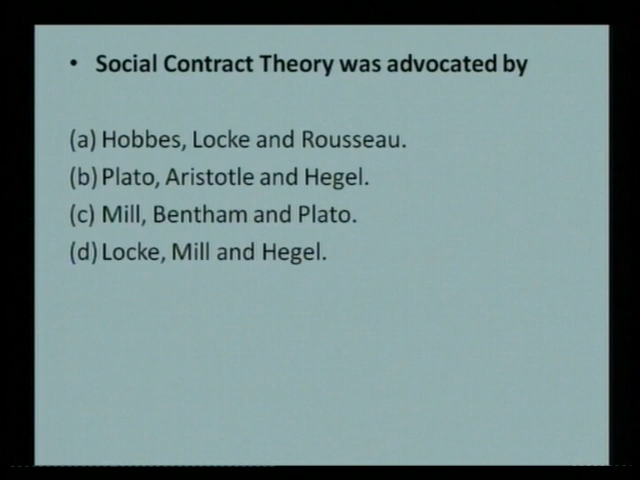 • Social Contract Theory was advocated by
(a) Hobbes, Locke and Rousseau.
(b) Plato, Aristotle and Hegel.
(c) Mill, Bentham and Plato.
(d) Locke, Mill and Hegel.